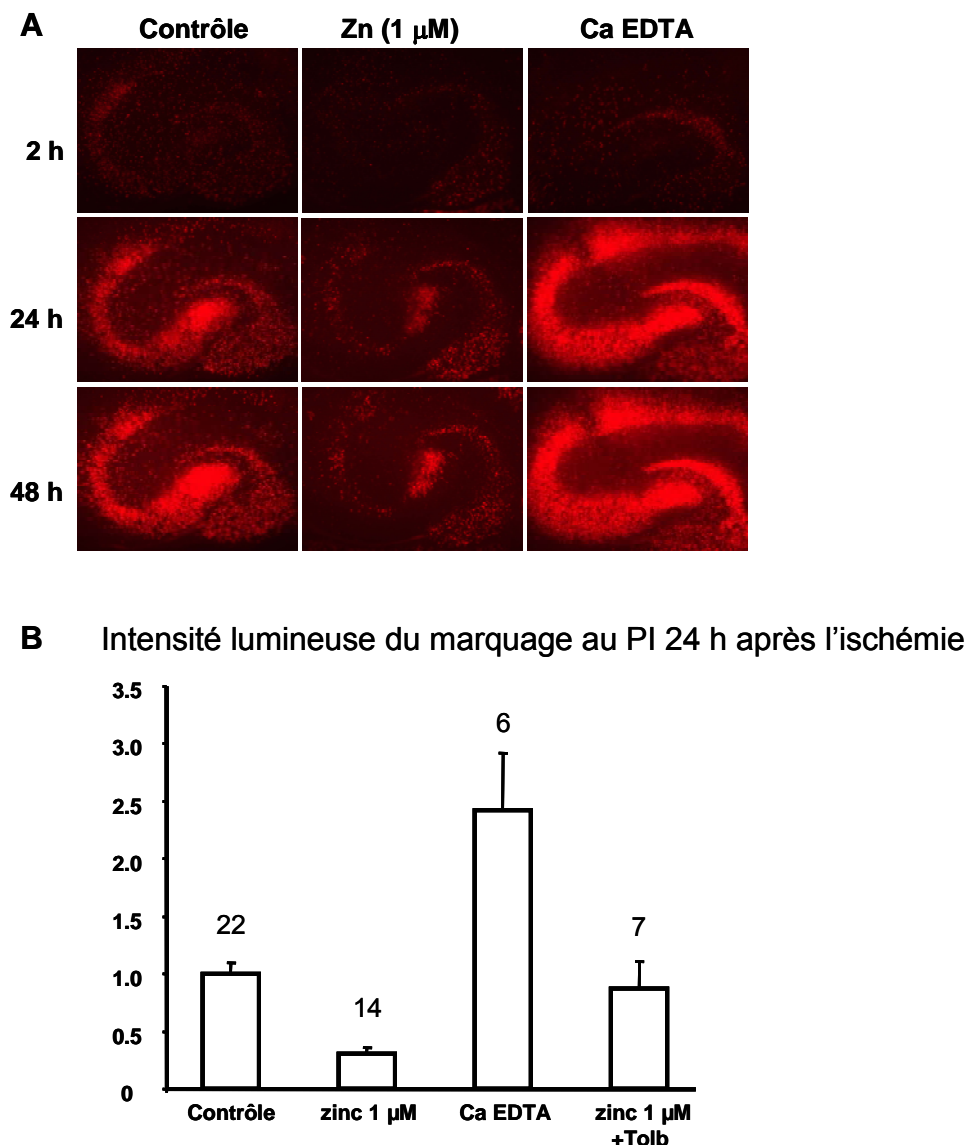 A
Contrôle Zn (1 µM) Ca EDTA
2 h
24 h
48 h
B Intensité lumineuse du marquage au PI 24 h après l'ischémie
3.5
3.0
2.5
2.0
1.5
1.0
0.5
0
22
14
6
7
Contrôle zinc 1 µM Ca EDTA zinc 1 µM
+Tolb